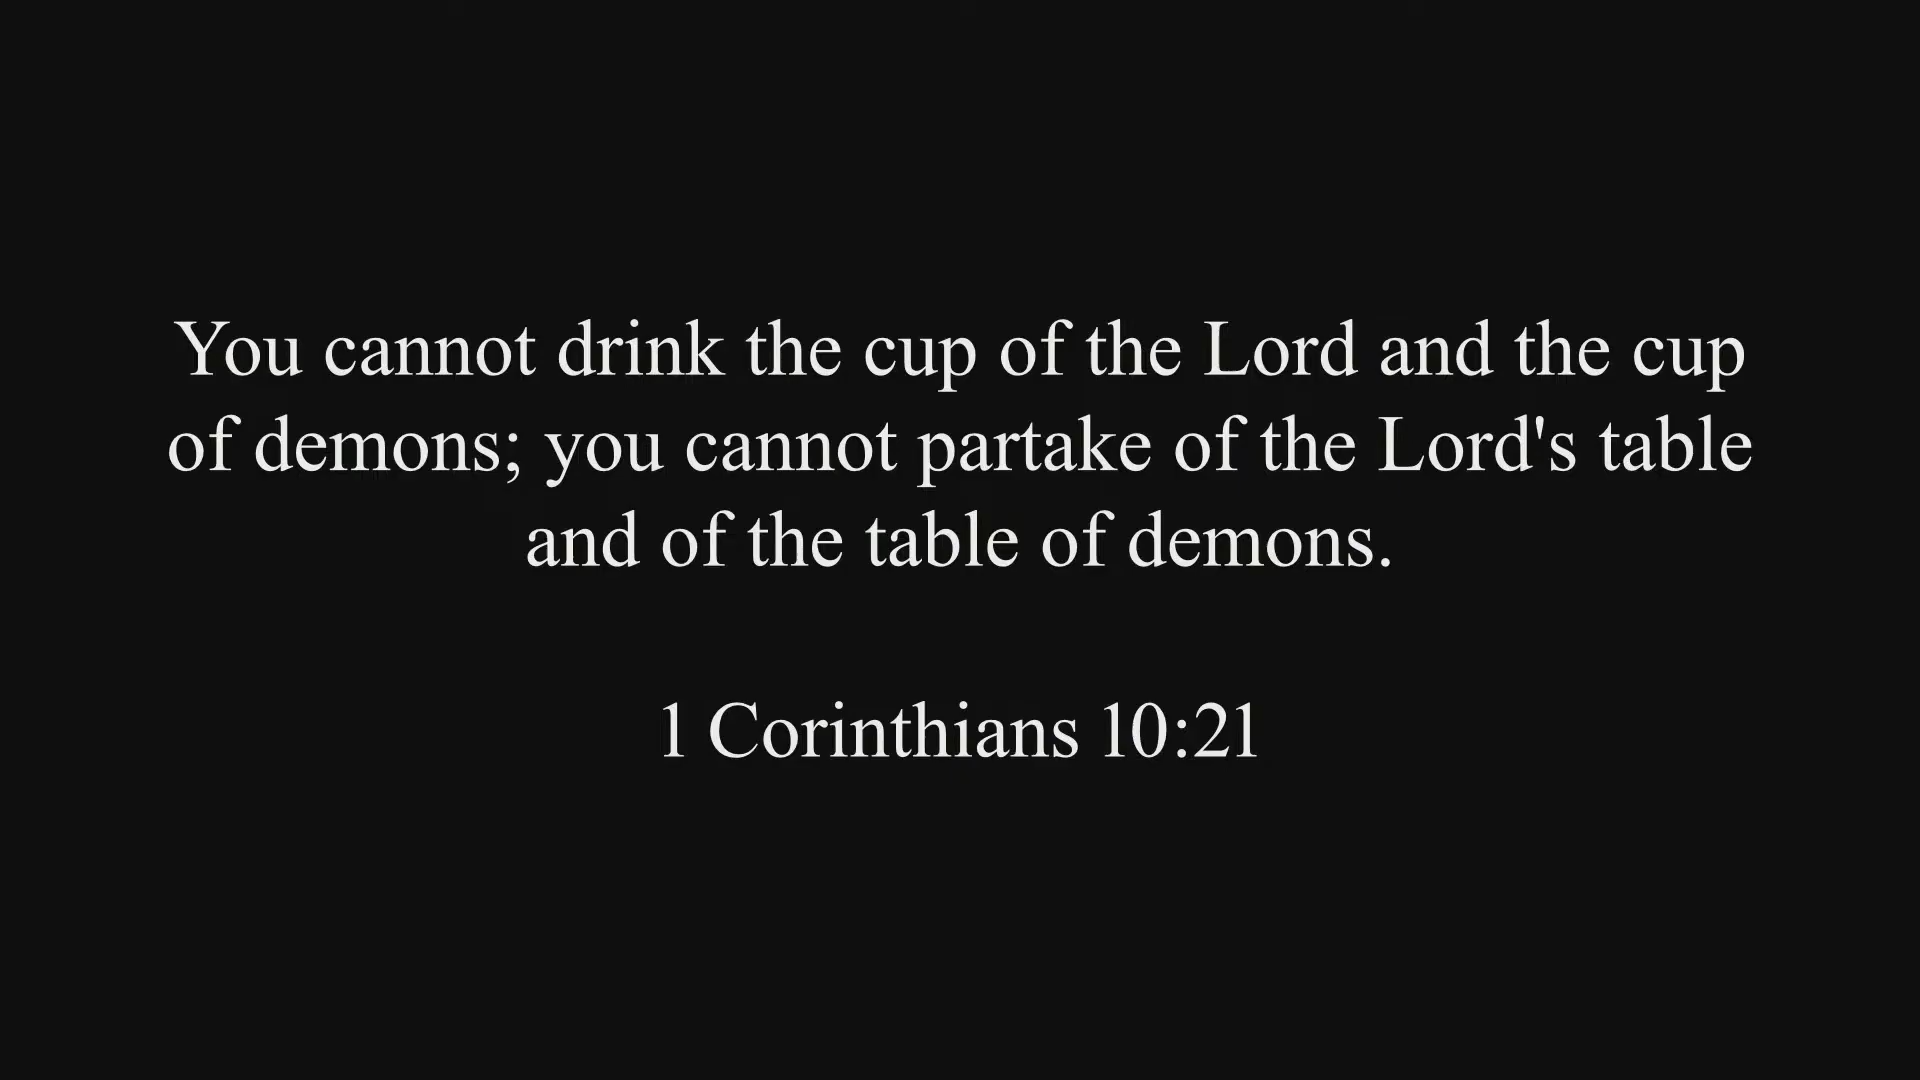 You cannot drink the cup of the Lord and the cup
of demons; you cannot partake of the Lord's table
and of the table of demons.
1 Corinthians 10:21